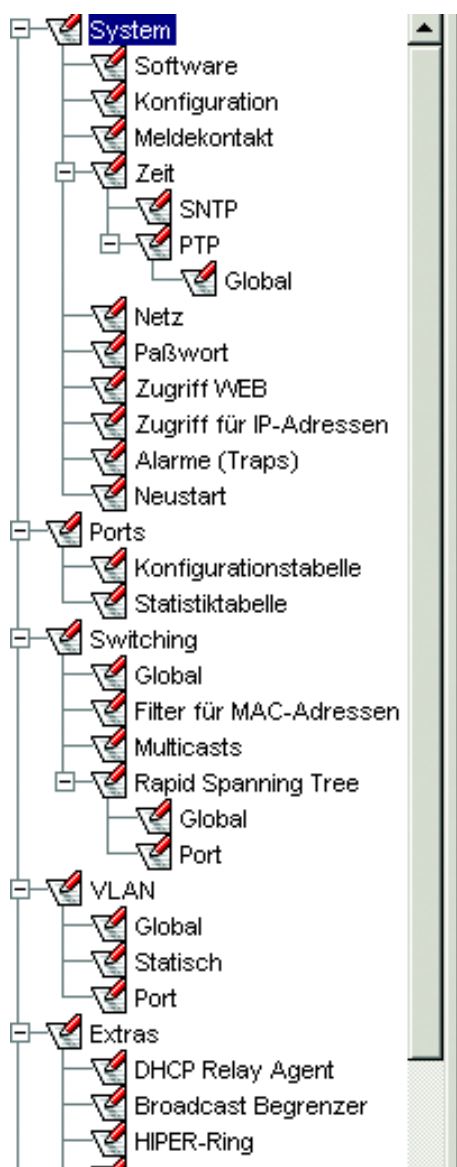 System
Software
Konfiguration
Meldekontakt
Zeit
SNTP
PTP
Global
Netz
Paßwort
Zugriff WEB
Zugriff für IP-Adressen
Alarme (Traps)
Neustart
Ports
Konfigurationstabelle
Statistiktabelle
Switching
Global
Filter für MAC-Adressen
Multicasts
Rapid Spanning Tree
Global
Port
VLAN
Global
Statisch
Port
Extras
DHCP Relay Agent
Broadcast Begrenzer
HIPER-Ring